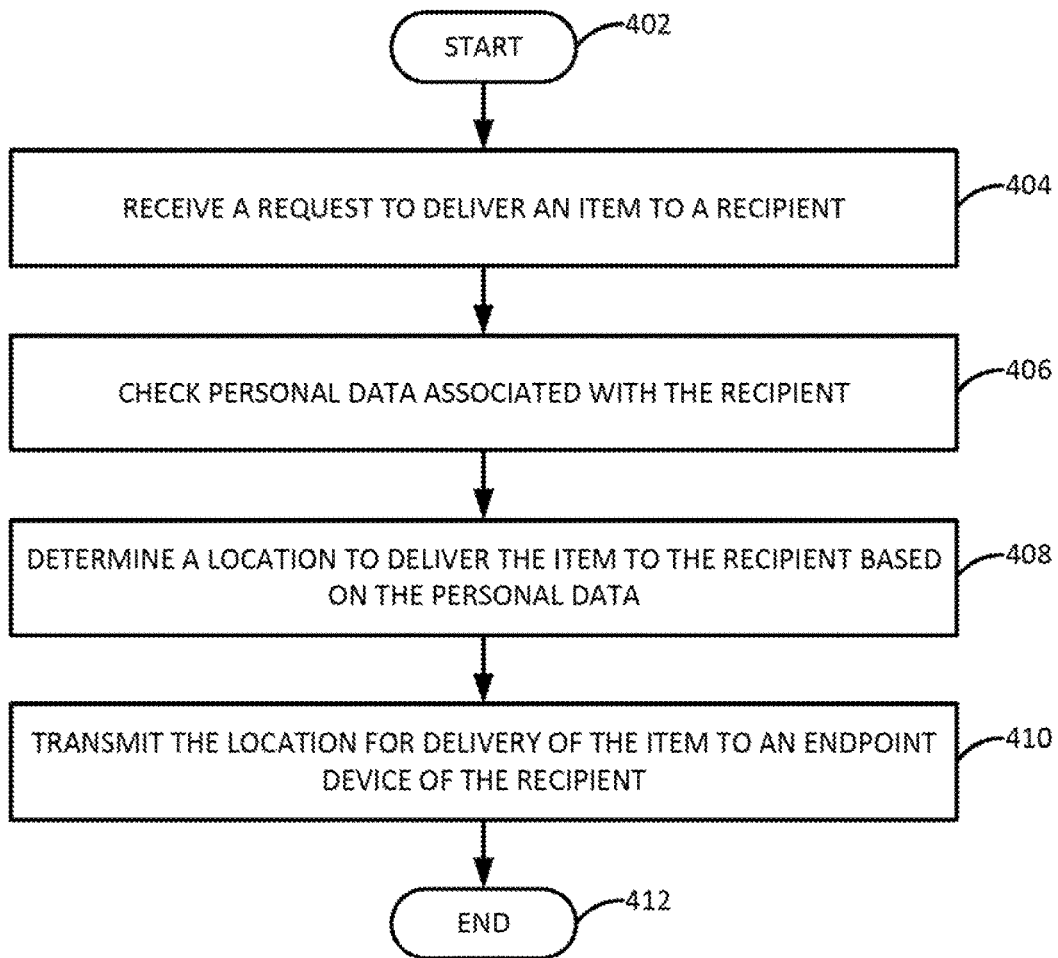 START
402
RECEIVE A REQUEST TO DELIVER AN ITEM TO A RECIPIENT
404
CHECK PERSONAL DATA ASSOCIATED WITH THE RECIPIENT
406
DETERMINE A LOCATION TO DELIVER THE ITEM TO THE RECIPIENT BASED
ON THE PERSONAL DATA
408
TRANSMIT THE LOCATION FOR DELIVERY OF THE ITEM TO AN ENDPOINT
DEVICE OF THE RECIPIENT
410
END
412